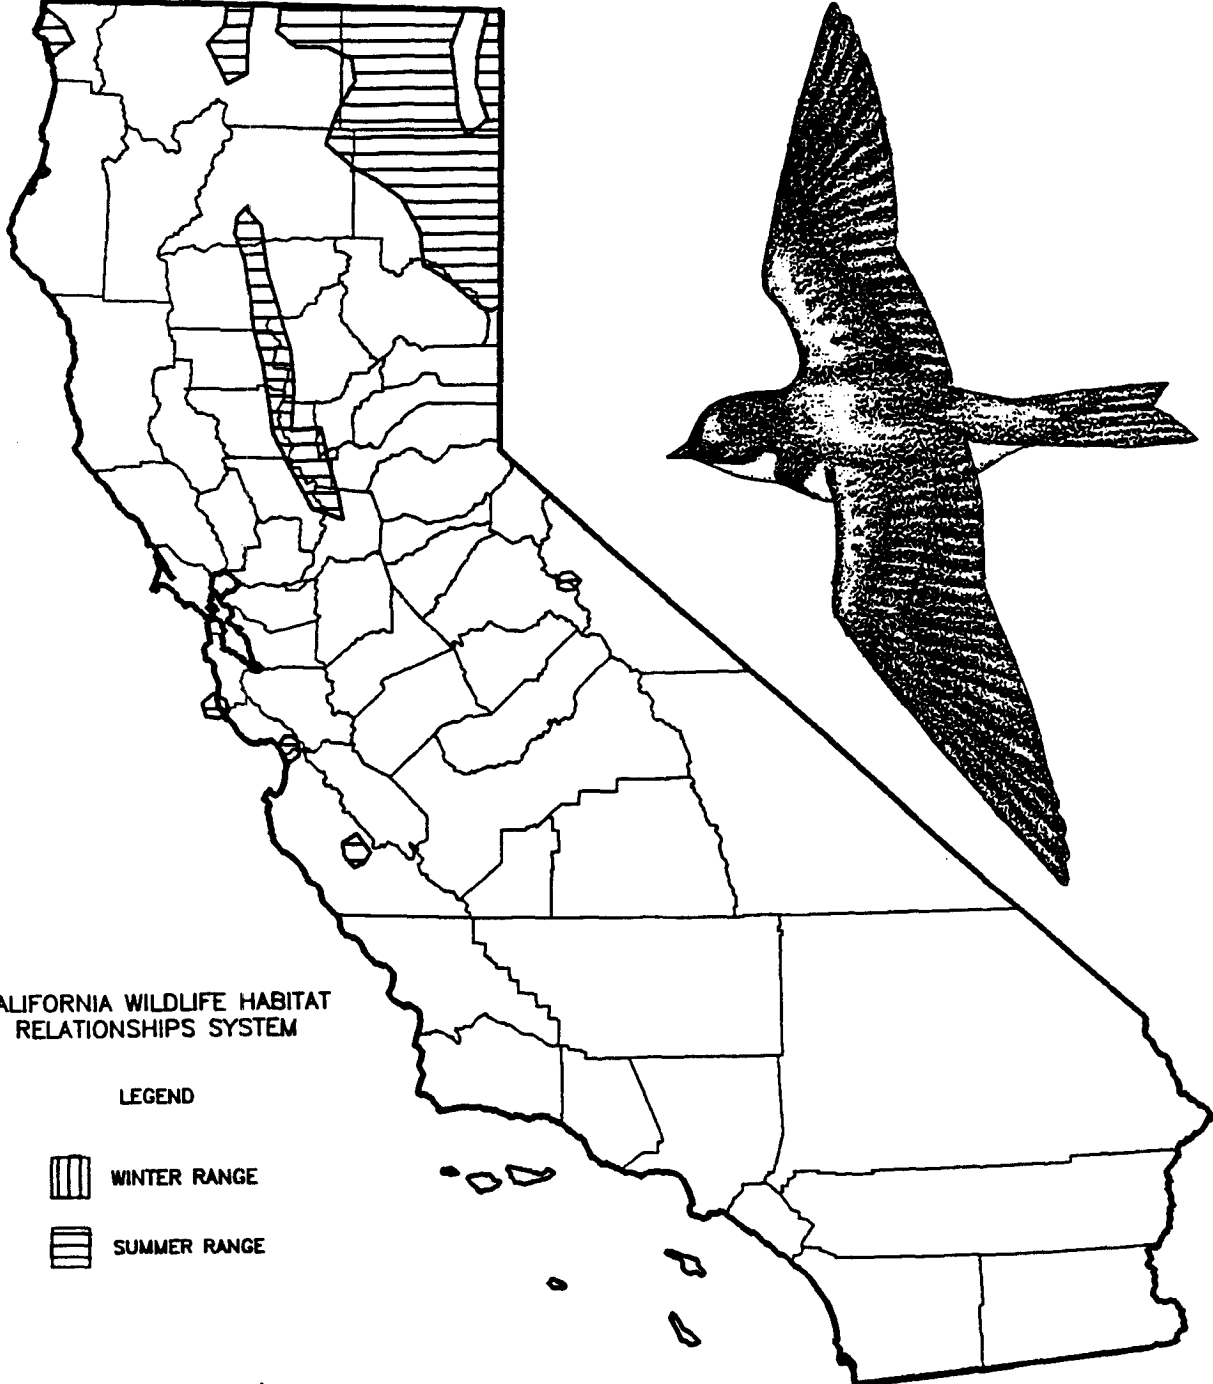 ALIFORNIA WILDLIFE HABITAT
RELATIONSHIPS SYSTEM
LEGEND
WINTER RANGE
SUMMER RANGE